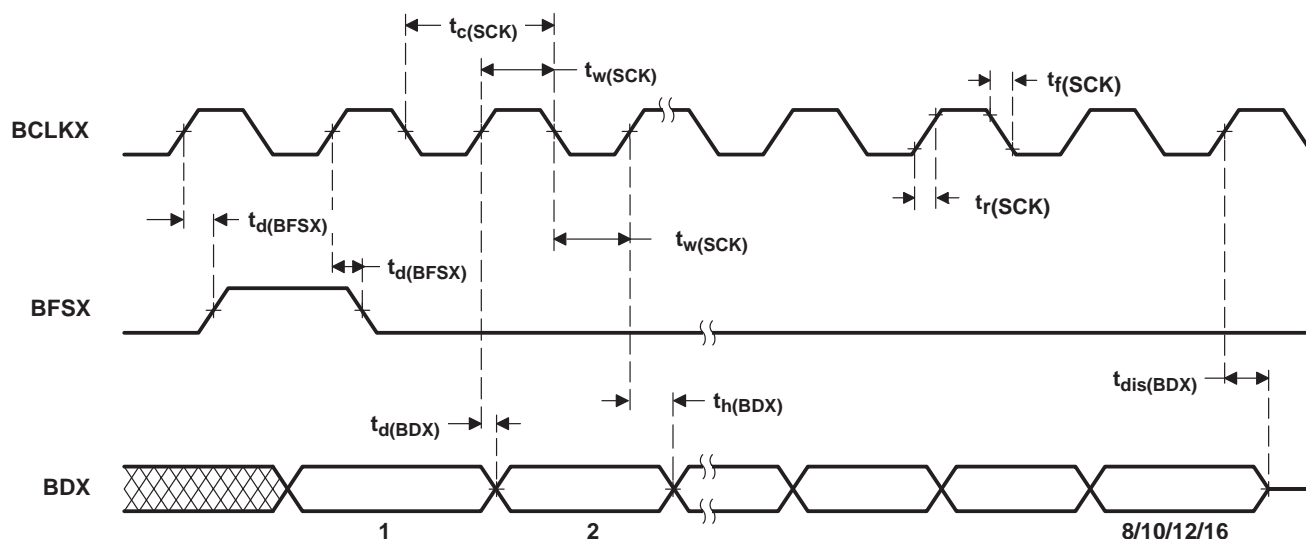 tc(SCK)
tw(SCK)
tf(SCK)
BCLKX
td(BFSX)
tr(SCK)
tw(SCK)
td(BFSX)
BFSX
tdis(BDX)
th(BDX)
td(BDX)
BDX
1
2
8/10/12/16